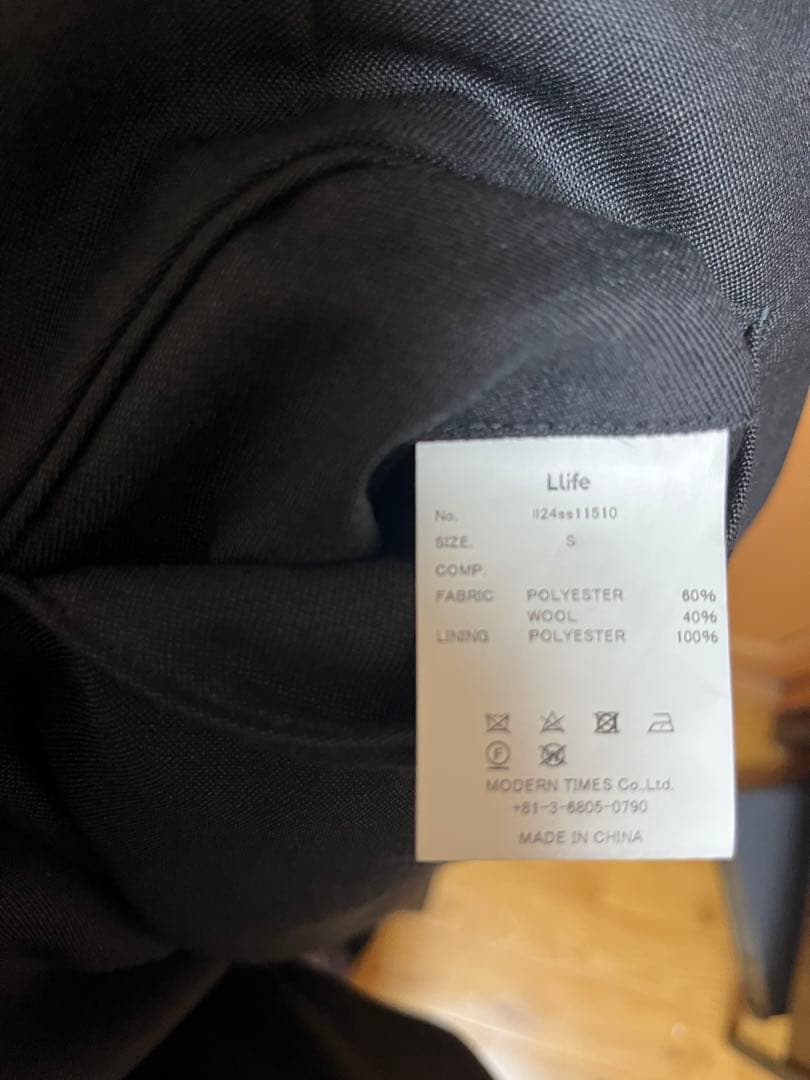 Llife
No. ll24ss11510
SIZE. S
COMP.
FABRIC POLYESTER 60%
WOOL 40%
LINING POLYESTER 100%
F
W
MODERN TIMES Co.,Ltd.
+81-3-6805-0790
MADE IN CHINA